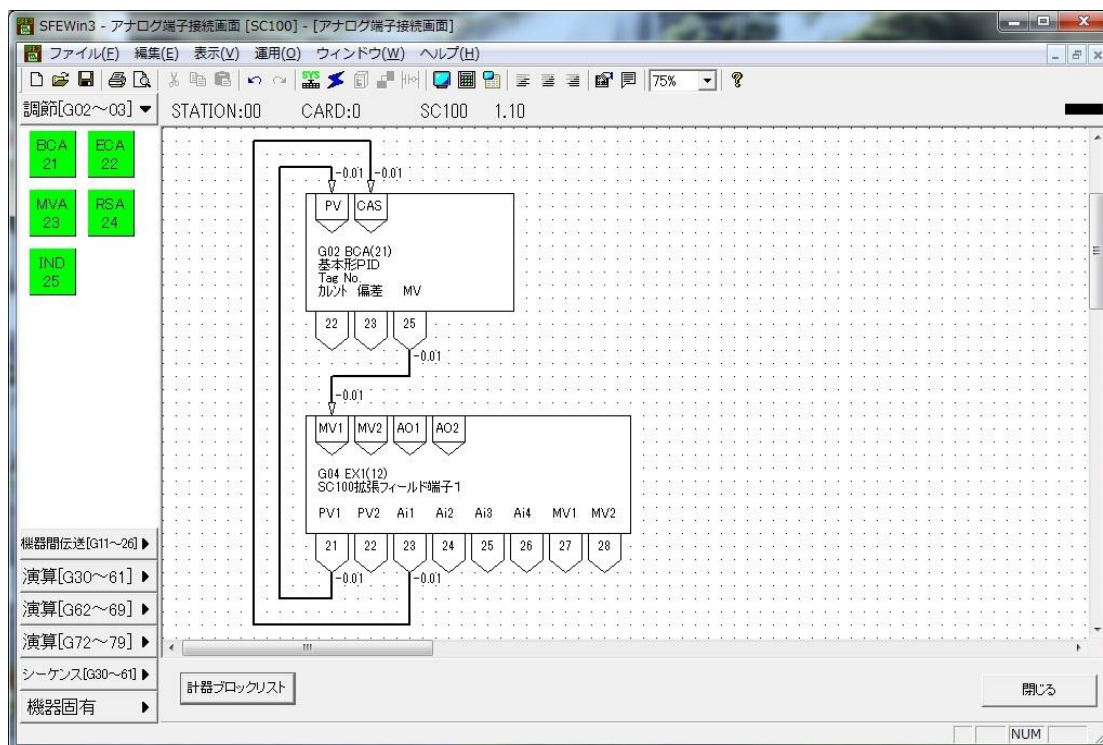 SFEWin3 - アナログ端子接続画面 [SC100] - [アナログ端子接続画面]
ファイル(F) 編集(E) 表示(V) 運用(O) ウィンドウ(W) ヘルプ(H)
75%
調節[G02～03]
STATION:00 CARD:0 SC100 1.10
BCA 21
ECA 22
MVA 23
RSA 24
IND 25
-0.01 -0.01
PV CAS
G02 BCA(21)
基本形PID
Tag No.
カレント 偏差 MV
22 23 25
-0.01
-0.01
MV1 MV2 AO1 AO2
G04 EX1(12)
SC100拡張フィールド端子1
PV1 PV2 Ai1 Ai2 Ai3 Ai4 MV1 MV2
21 22 23 24 25 26 27 28
-0.01 -0.01
機器間伝送[G11～26]
演算[G30～61]
演算[G62～69]
演算[G72～79]
シーケンス[G30～61]
機器固有
計器ブロックリスト
閉じる
NUM